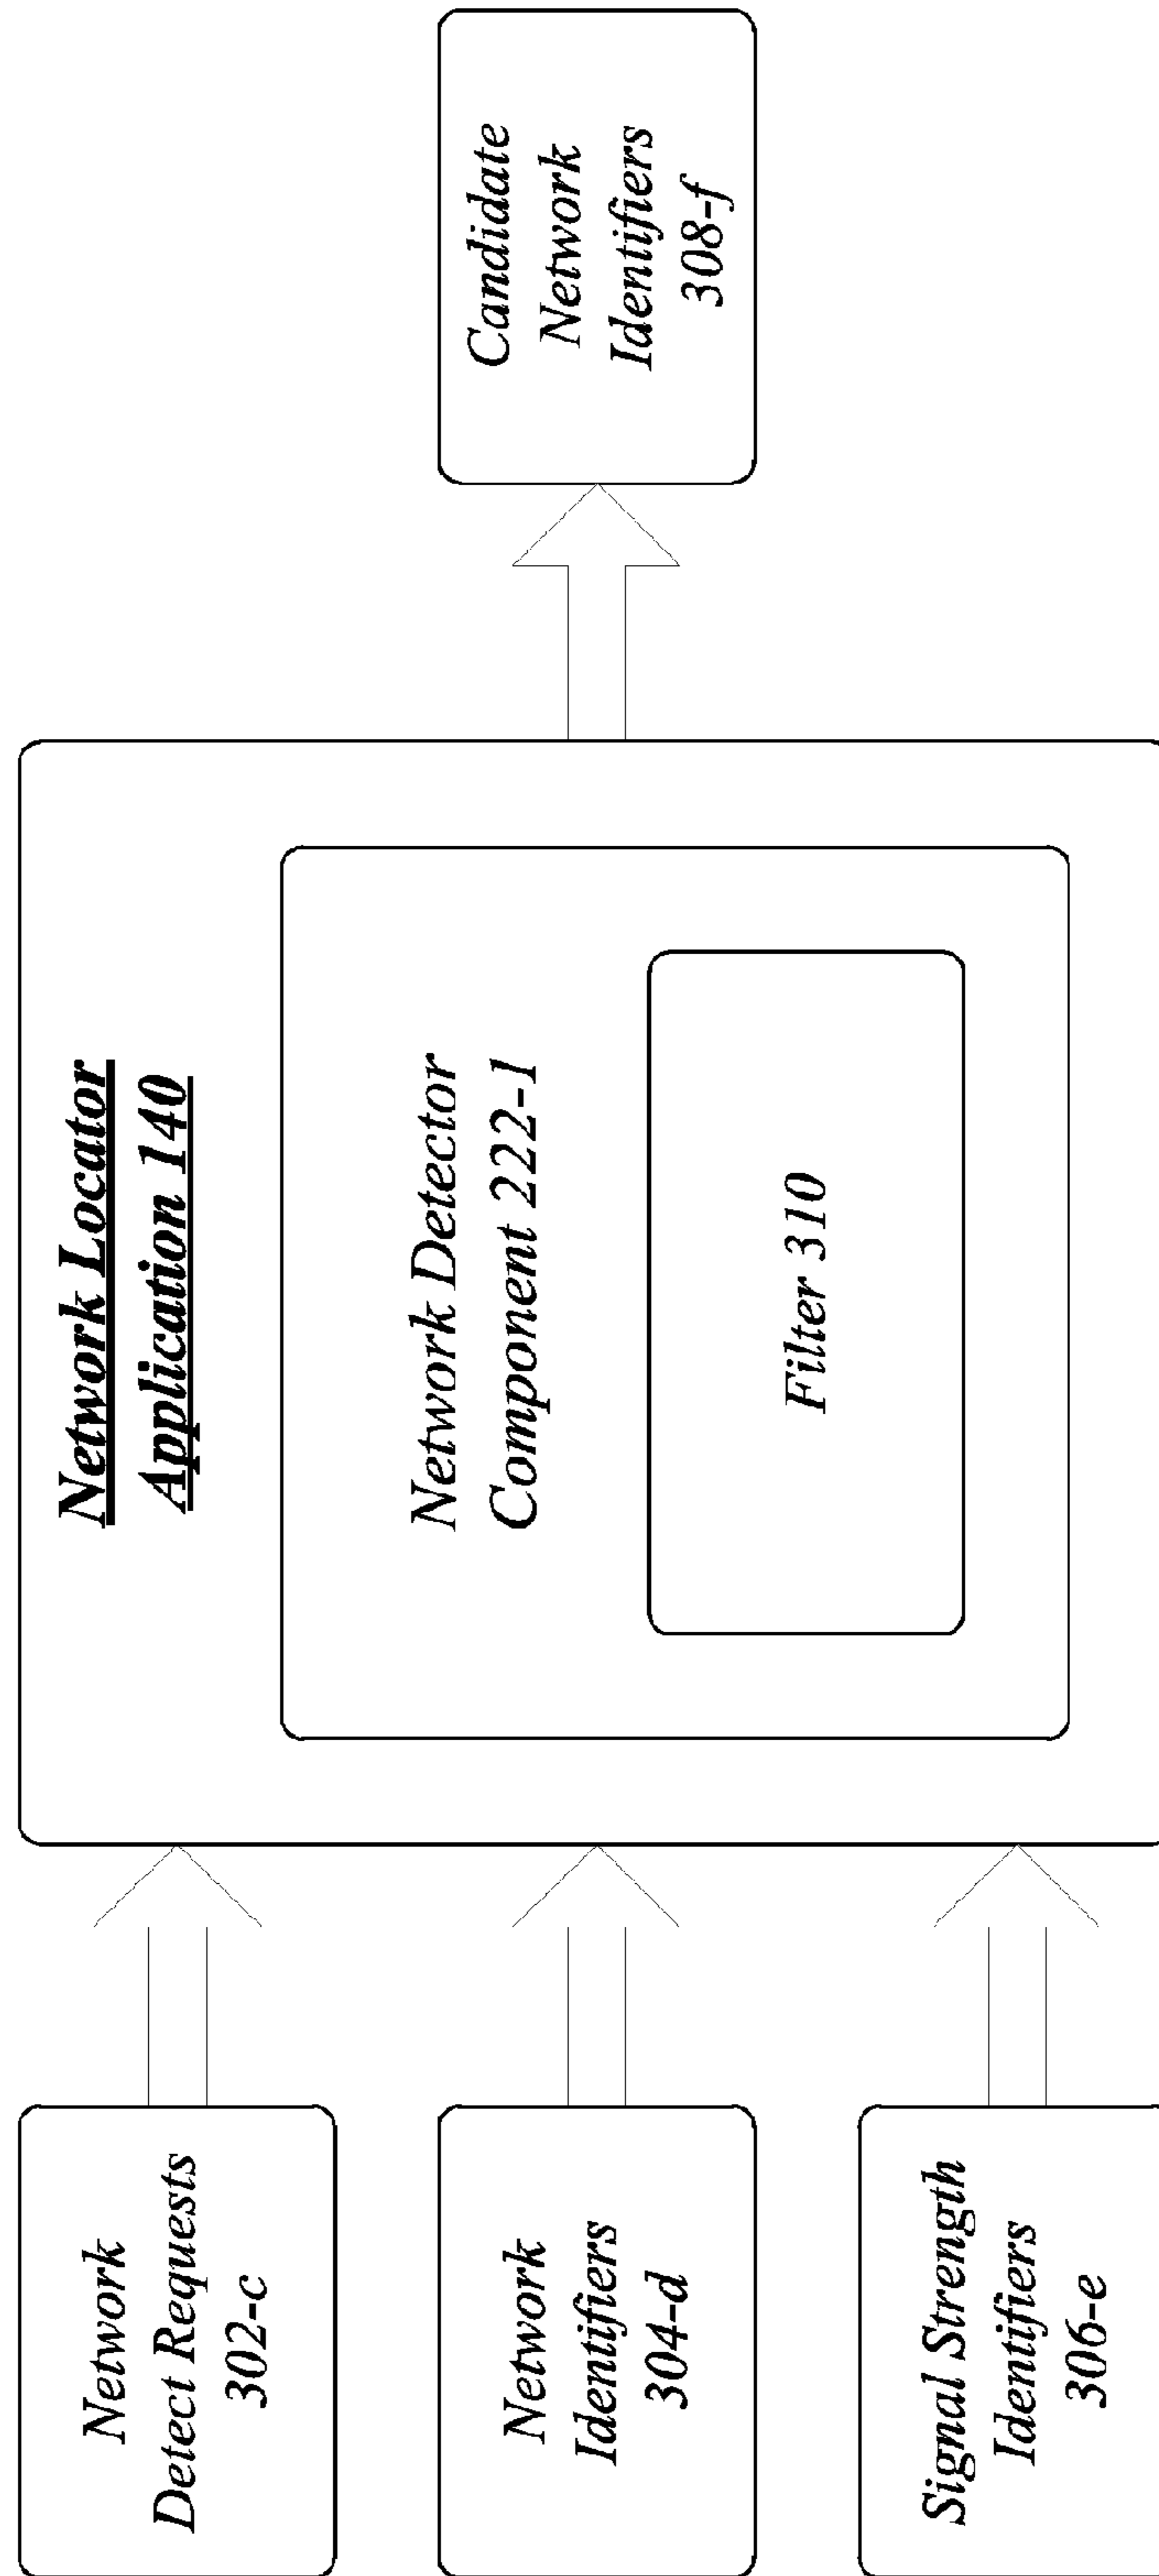 Network
Detect Requests
302-c
Network
Identifiers
304-d
Signal Strength
Identifiers
306-e
Network Locator
Application 140
Network Detector
Component 222-1
Filter 310
Candidate
Network
Identifiers
308-f